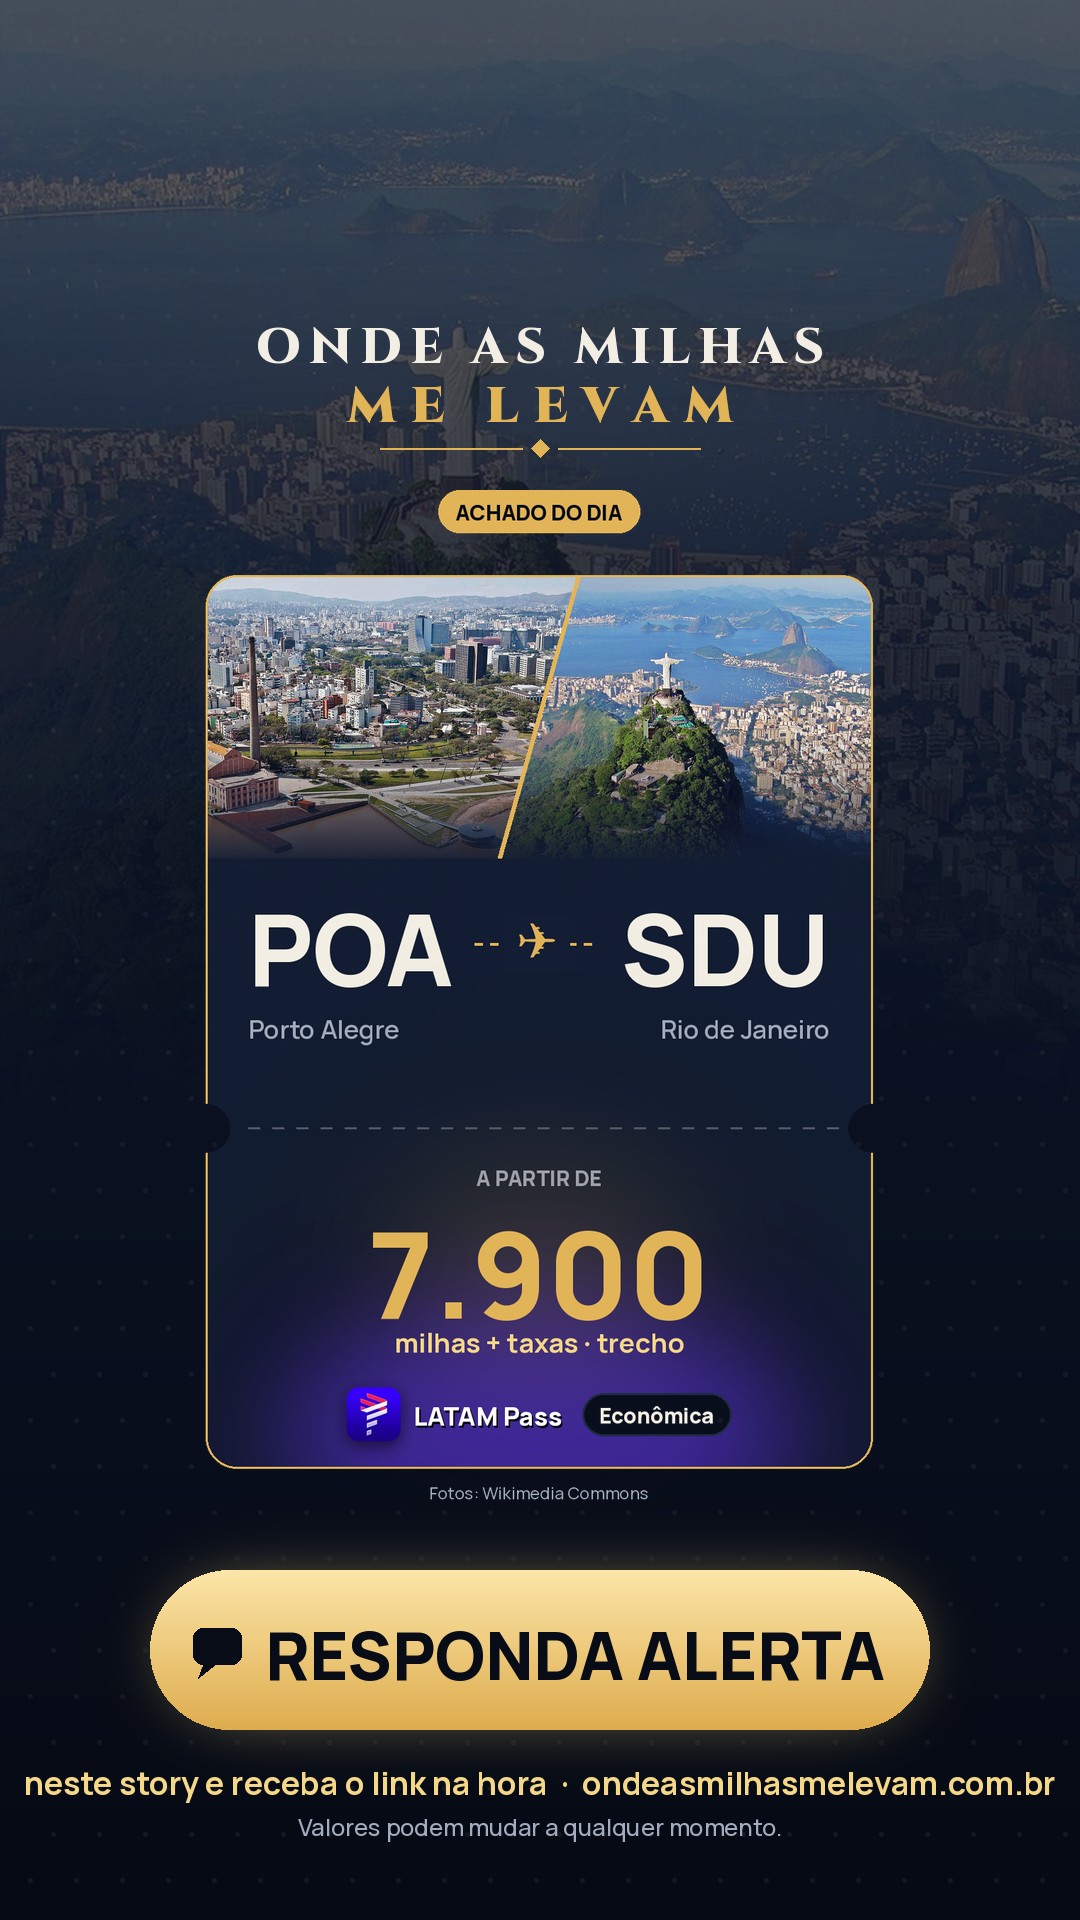 ONDE AS MILHAS
ME LEVAM
ACHADO DO DIA
POA -- ✈ -- SDU
Porto Alegre Rio de Janeiro
A PARTIR DE
7.900
milhas + taxas · trecho
LATAM Pass Econômica
Fotos: Wikimedia Commons
RESPONDA ALERTA
neste story e receba o link na hora · ondeasmilhasmelevam.com.br
Valores podem mudar a qualquer momento.